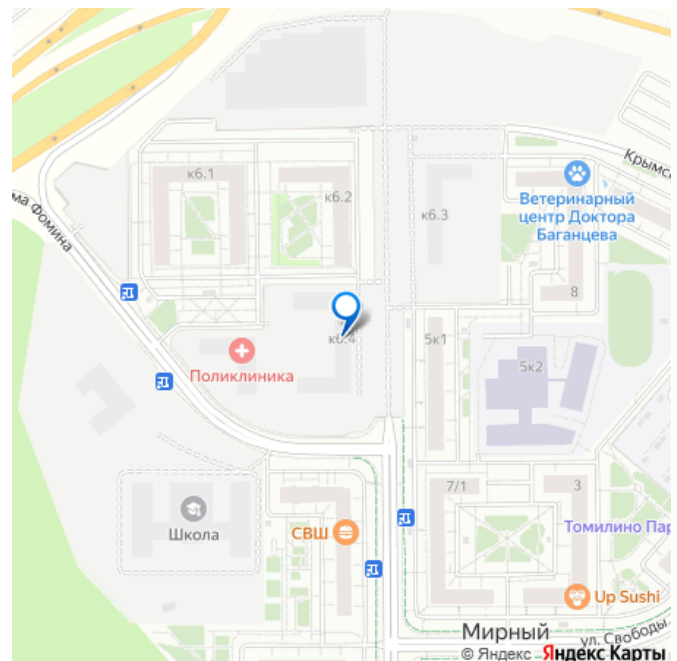 к6.1
к6.2
к6.3
Крымс
Ветеринарный
центр Доктора
Баганцева
ма Фомина
8
к6.4
5к1
5к2
Поликлиника
7/1
3
Школа
СВШ
Томилино Пар
Up Sushi
Мирный
ул. Свободы
© Яндекс Яндекс Карты